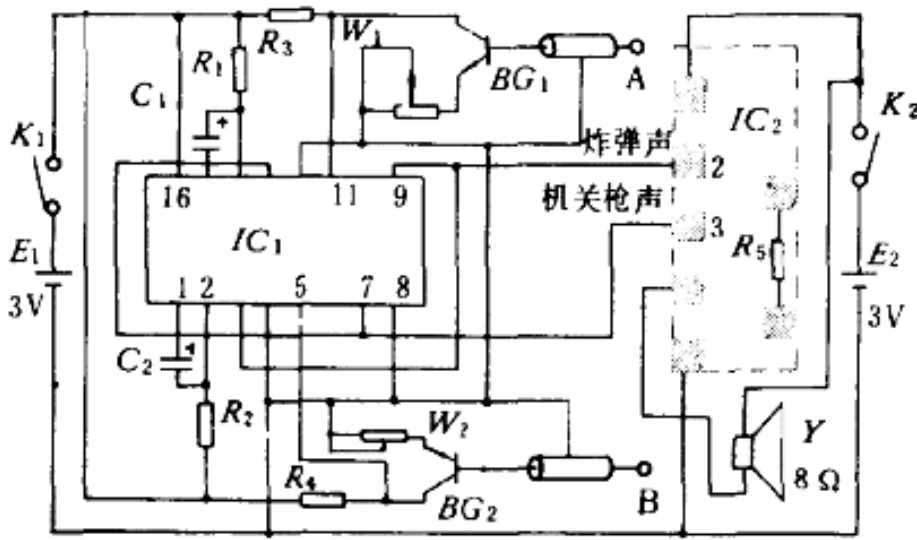 C₁
R₁
R₃
W₁
BG₁
A
K₁
E₁
3V
16
11
9
IC₁
1
2
5
7
8
C₂
R₂
R₄
W₂
BG₂
B
炸弹声
机关枪声
IC₂
2
3
R₅
K₂
E₂
3V
Y
8Ω
+